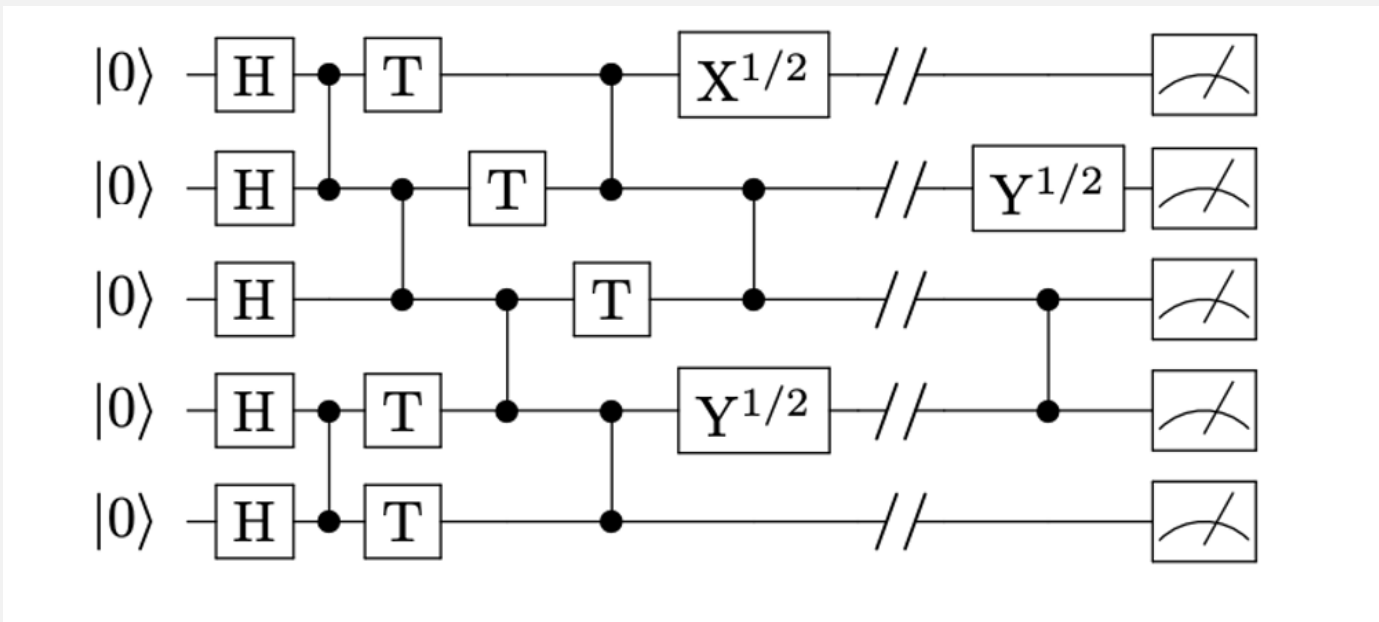 |0⟩ H T X^{1/2} //
|0⟩ H T // Y^{1/2}
|0⟩ H T //
|0⟩ H T Y^{1/2} //
|0⟩ H T //